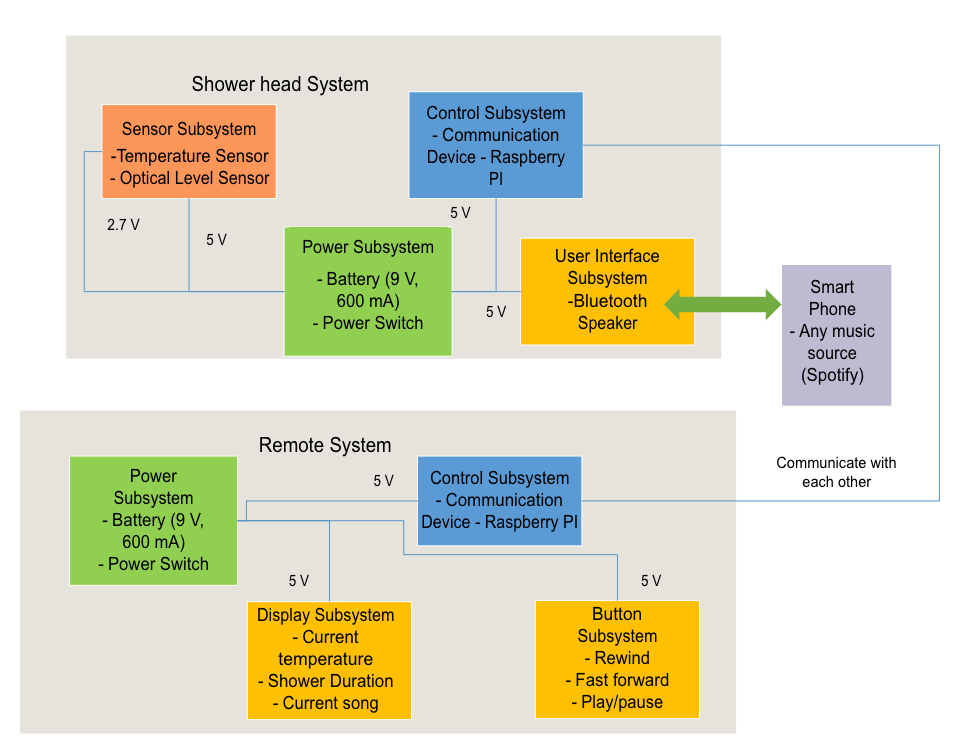 Shower head System
Sensor Subsystem
-Temperature Sensor
- Optical Level Sensor
Control Subsystem
- Communication
Device - Raspberry
PI
2.7 V
5 V
5 V
Power Subsystem
- Battery (9 V,
600 mA)
- Power Switch
5 V
User Interface
Subsystem
-Bluetooth
Speaker
Smart
Phone
- Any music
source
(Spotify)
Remote System
Power
Subsystem
- Battery (9 V,
600 mA)
- Power Switch
5 V
Control Subsystem
- Communication
Device - Raspberry PI
Communicate with
each other
5 V
5 V
Display Subsystem
- Current
temperature
- Shower Duration
- Current song
Button
Subsystem
- Rewind
- Fast forward
- Play/pause